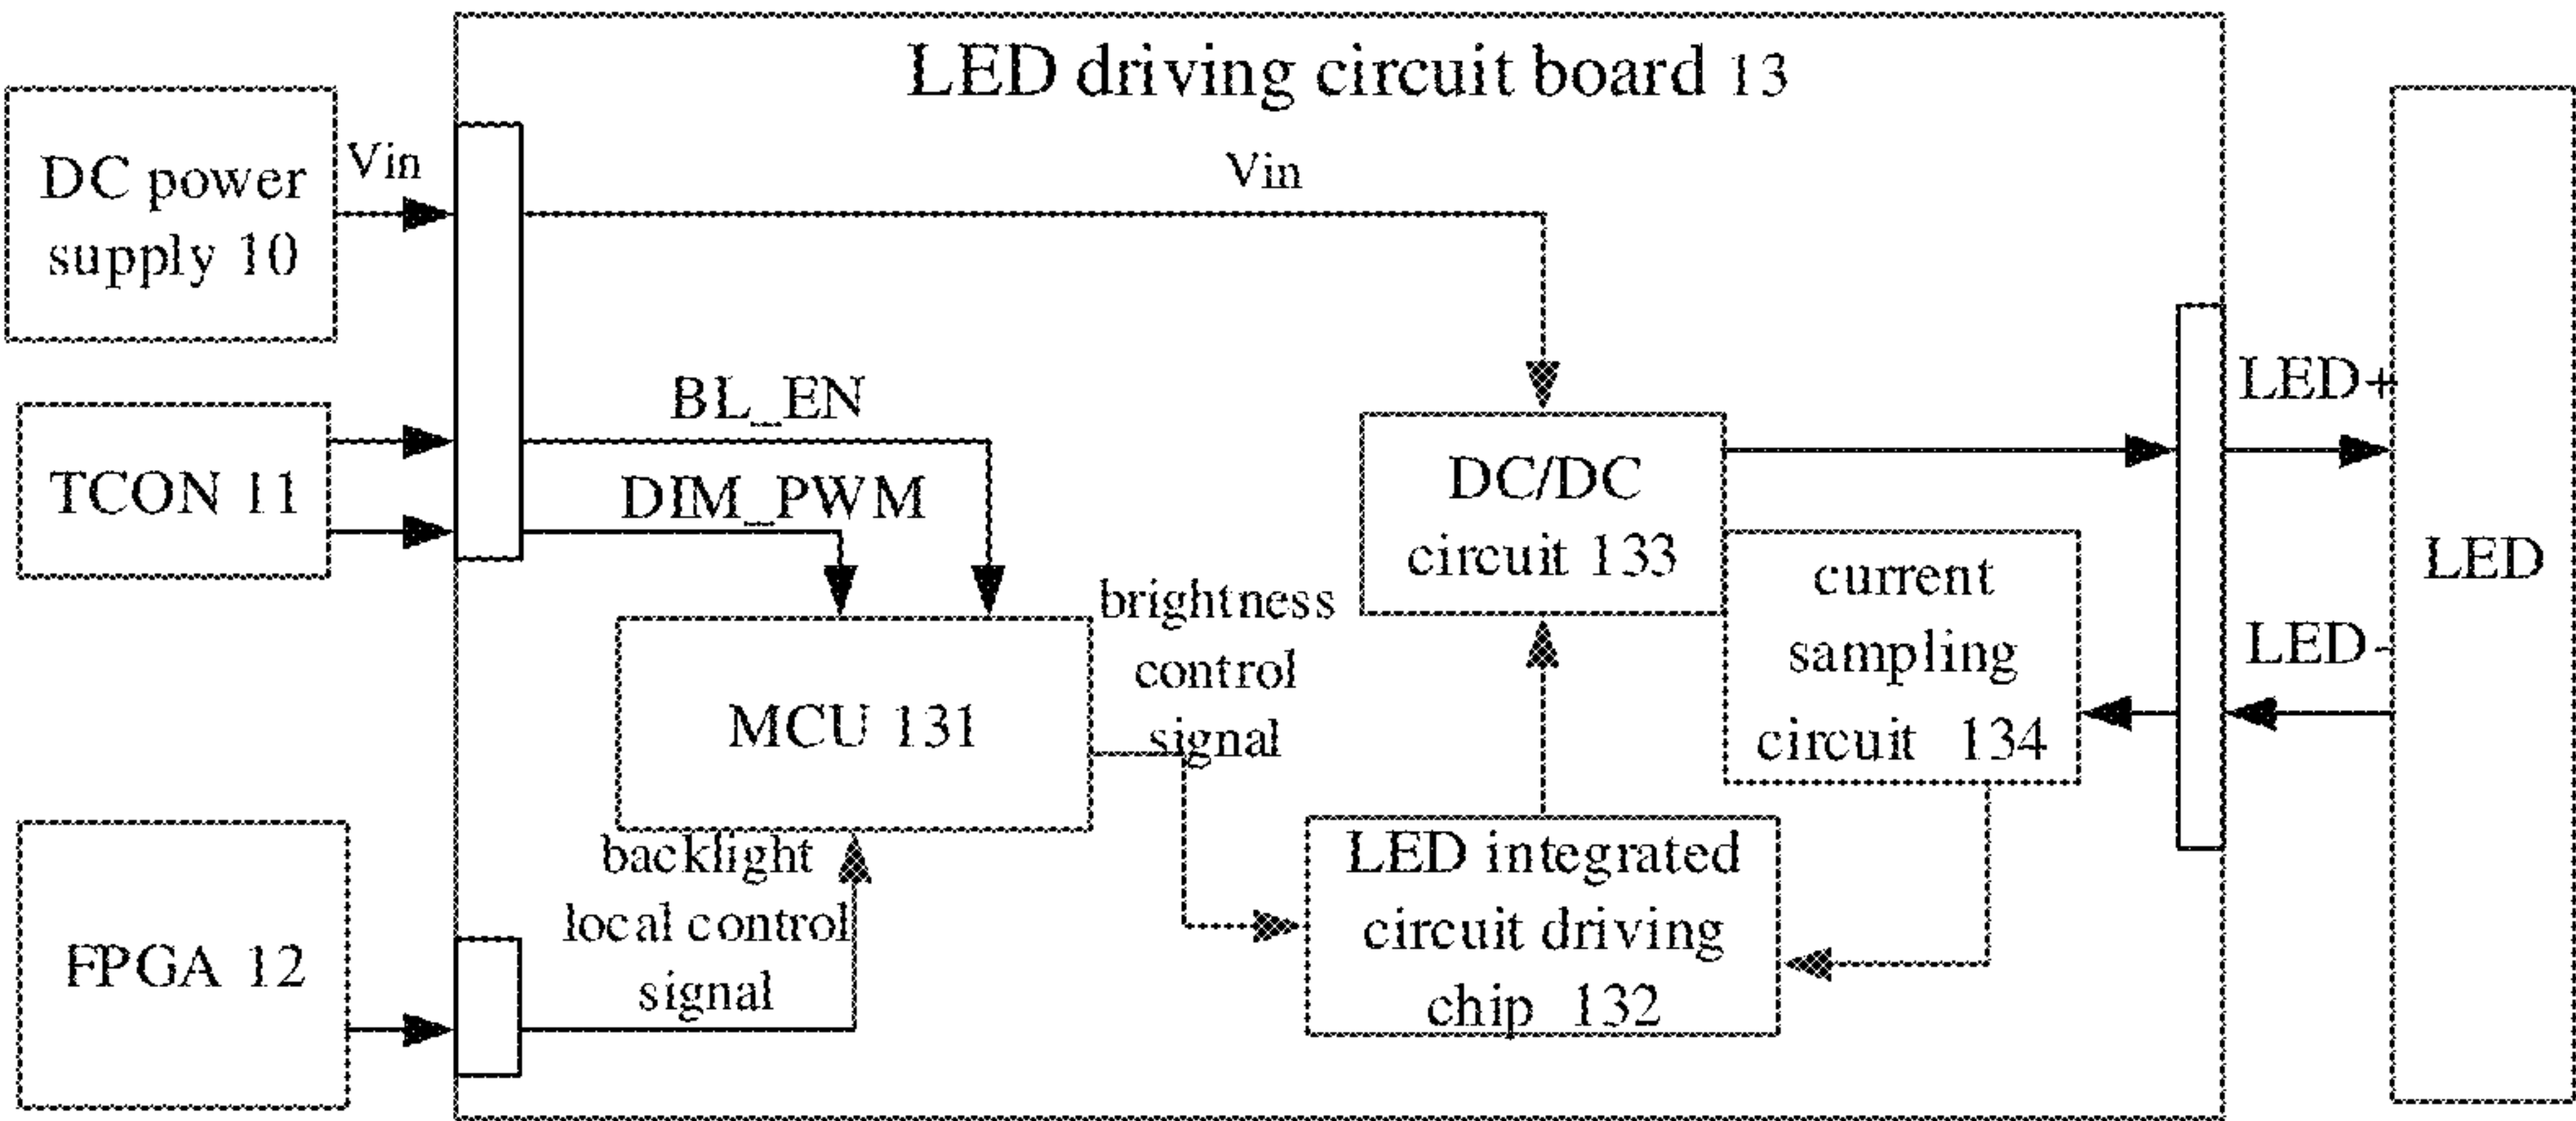 LED driving circuit board 13
DC power
supply 10
Vin
Vin
TCON 11
BL_EN
DIM_PWM
FPGA 12
MCU 131
backlight
local control
signal
brightness
control
signal
DC/DC
circuit 133
current
sampling
circuit 134
LED integrated
circuit driving
chip 132
LED+
LED-
LED